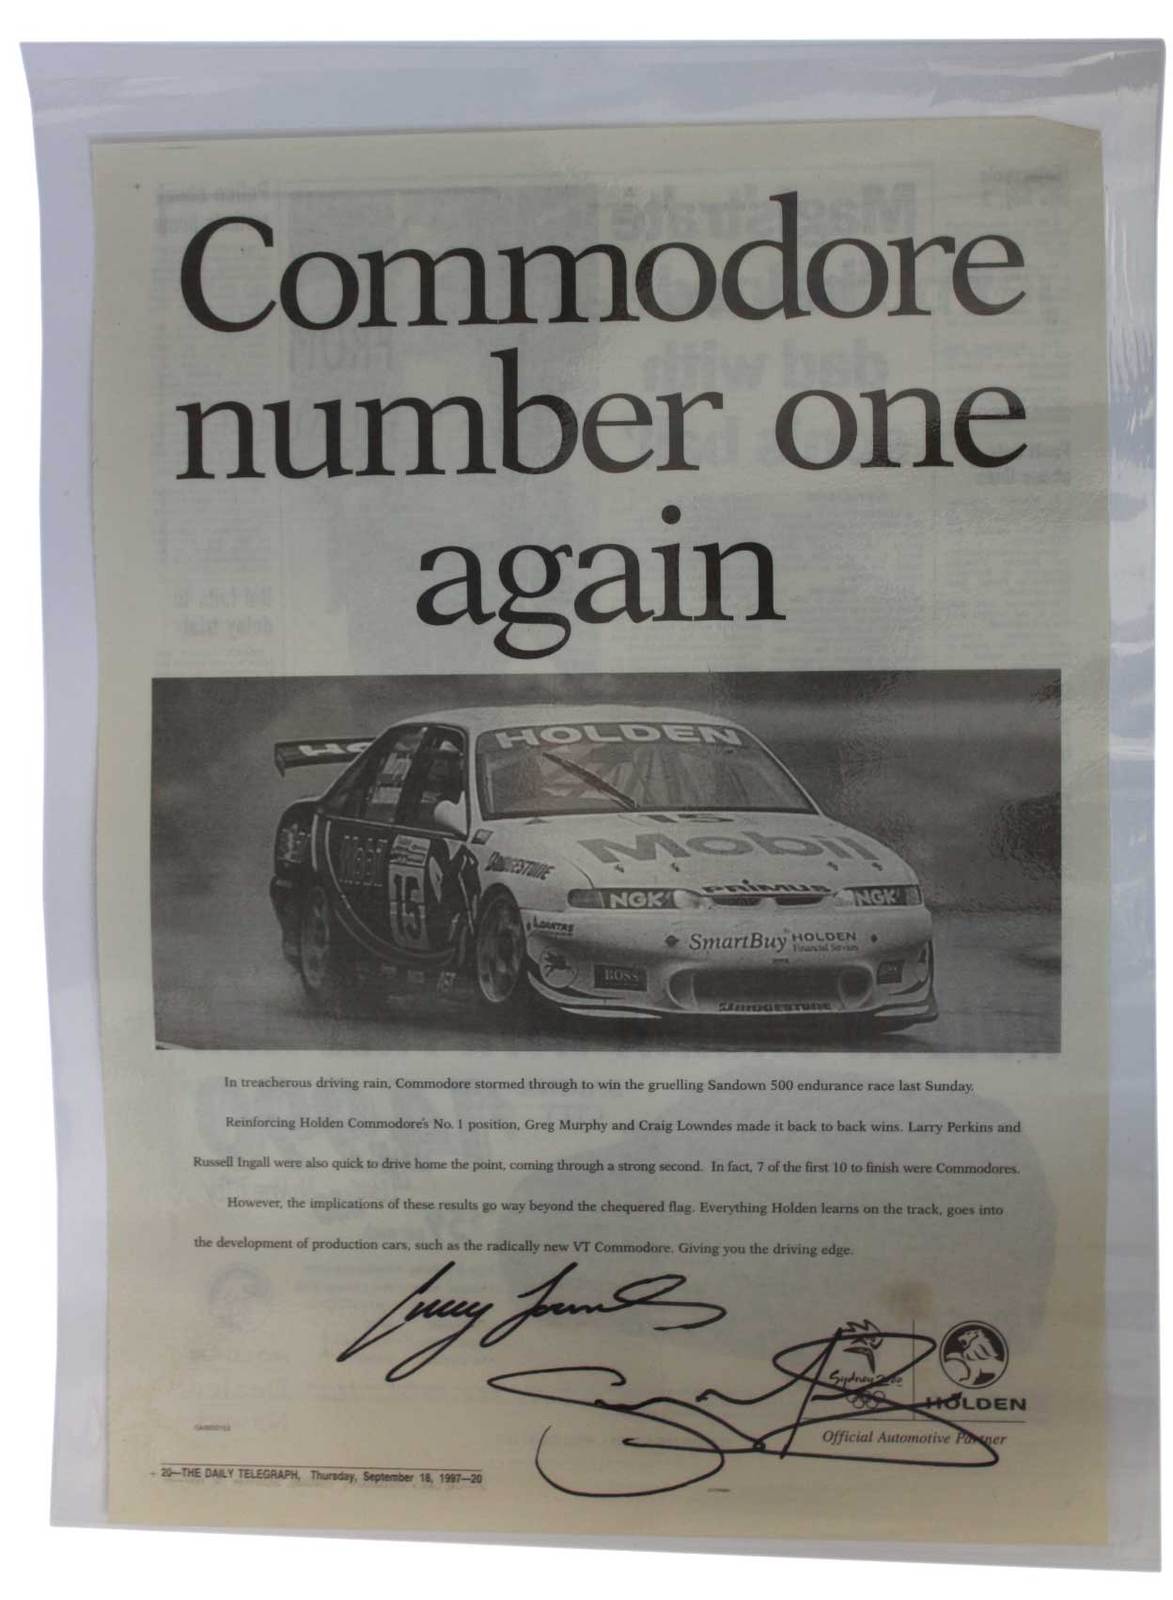 Commodore
number one
again
HOLDEN
15
Mobil
Mobil
15
BRIDGESTONE
NGK
PRIMUS
NGK
QANTAS
SmartBuy HOLDEN
Financial Services
BOSS
BRIDGESTONE
In treacherous driving rain, Commodore stormed through to win the gruelling Sandown 500 endurance race last Sunday.
Reinforcing Holden Commodore's No. 1 position, Greg Murphy and Craig Lowndes made it back to back wins. Larry Perkins and
Russell Ingall were also quick to drive home the point, coming through a strong second. In fact, 7 of the first 10 to finish were Commodores.
However, the implications of these results go way beyond the chequered flag. Everything Holden learns on the track, goes into
the development of production cars, such as the radically new VT Commodore. Giving you the driving edge.
Sydney 2000
HOLDEN
Official Automotive Partner
20—THE DAILY TELEGRAPH, Thursday, September 18, 1997—20